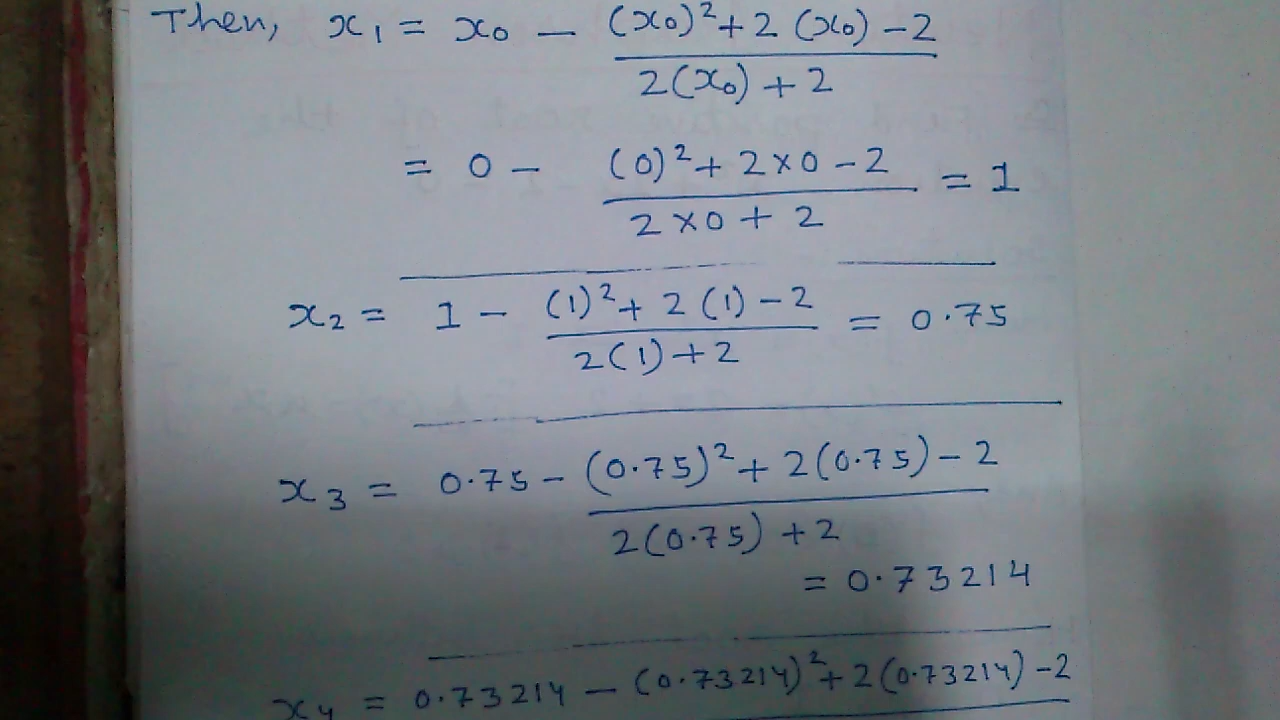 Then, x₁ = x₀ − (x₀)² + 2 (x₀) − 2
2(x₀) + 2
= 0 − (0)² + 2 × 0 − 2 = 1
2 × 0 + 2
x₂ = 1 − (1)² + 2 (1) − 2 = 0.75
2(1) + 2
x₃ = 0.75 − (0.75)² + 2(0.75) − 2
2(0.75) + 2
= 0.73214
x₄ = 0.73214 − (0.73214)² + 2(0.73214) − 2